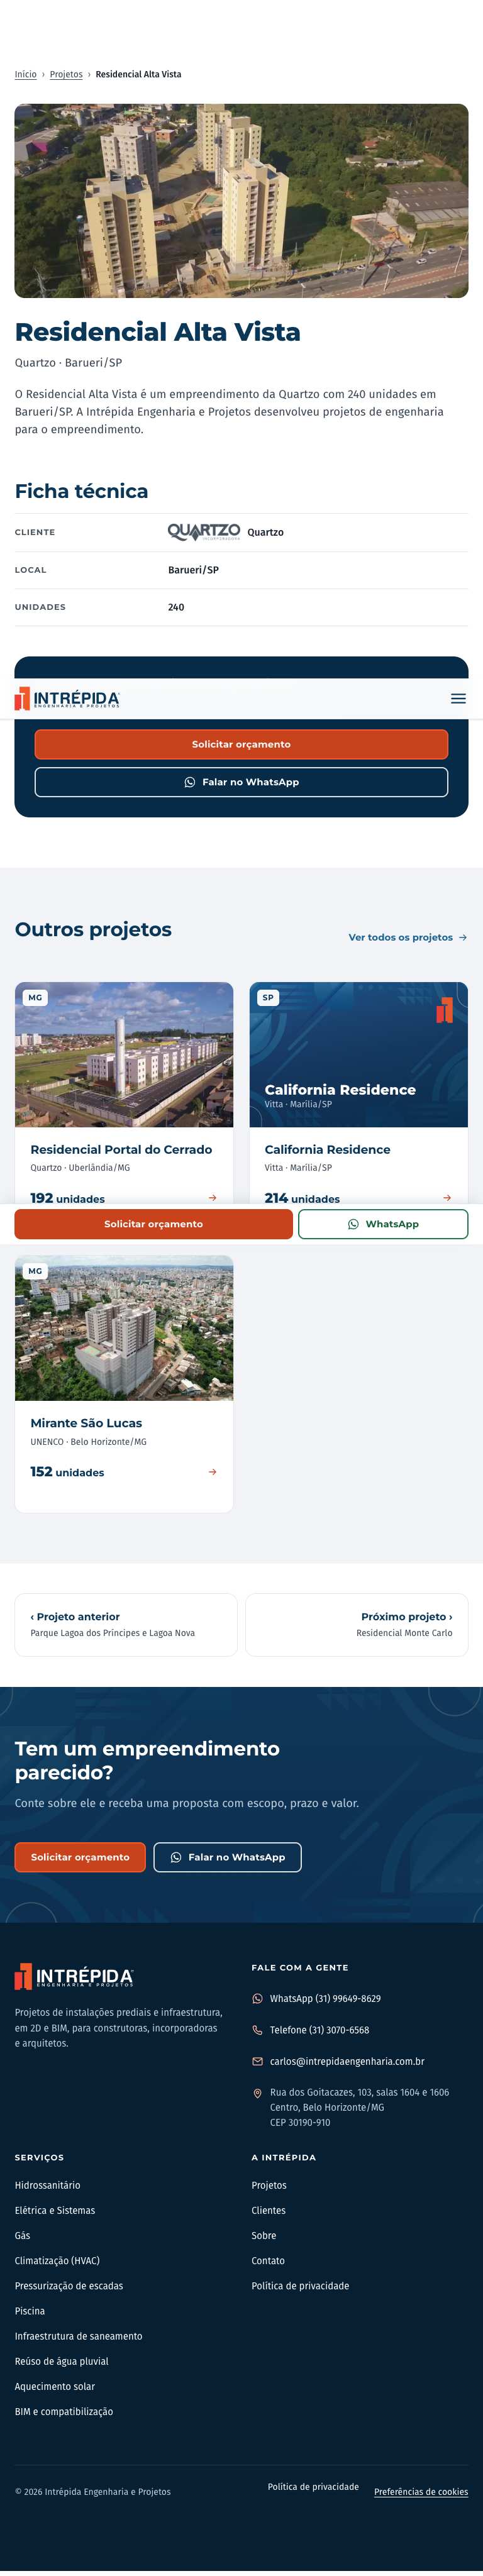 Início › Projetos › Residencial Alta Vista
Residencial Alta Vista
Quartzo · Barueri/SP
O Residencial Alta Vista é um empreendimento da Quartzo com 240 unidades em
Barueri/SP. A Intrépida Engenharia e Projetos desenvolveu projetos de engenharia
para o empreendimento.
Ficha técnica
CLIENTE
QUARTZO
INCORPORADORA
Quartzo
LOCAL
Barueri/SP
UNIDADES
240
INTRÉPIDA
ENGENHARIA E PROJETOS
Solicitar orçamento
Falar no WhatsApp
Outros projetos
Ver todos os projetos →
MG
Residencial Portal do Cerrado
Quartzo · Uberlândia/MG
192 unidades →
SP
California Residence
Vitta · Marília/SP
California Residence
Vitta · Marília/SP
214 unidades →
Solicitar orçamento
WhatsApp
MG
Mirante São Lucas
UNENCO · Belo Horizonte/MG
152 unidades →
‹ Projeto anterior
Parque Lagoa dos Príncipes e Lagoa Nova
Próximo projeto ›
Residencial Monte Carlo
Tem um empreendimento
parecido?
Conte sobre ele e receba uma proposta com escopo, prazo e valor.
Solicitar orçamento
Falar no WhatsApp
INTRÉPIDA
ENGENHARIA E PROJETOS
Projetos de instalações prediais e infraestrutura,
em 2D e BIM, para construtoras, incorporadoras
e arquitetos.
FALE COM A GENTE
WhatsApp (31) 99649-8629
Telefone (31) 3070-6568
carlos@intrepidaengenharia.com.br
Rua dos Goitacazes, 103, salas 1604 e 1606
Centro, Belo Horizonte/MG
CEP 30190-910
SERVIÇOS
Hidrossanitário
Elétrica e Sistemas
Gás
Climatização (HVAC)
Pressurização de escadas
Piscina
Infraestrutura de saneamento
Reúso de água pluvial
Aquecimento solar
BIM e compatibilização
A INTRÉPIDA
Projetos
Clientes
Sobre
Contato
Política de privacidade
© 2026 Intrépida Engenharia e Projetos
Política de privacidade
Preferências de cookies